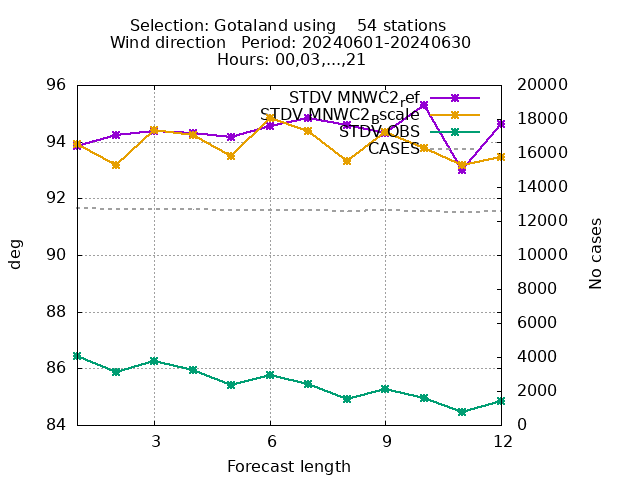 Selection: Gotaland using    54 stations
Wind direction   Period: 20240601-20240630
Hours: 00,03,...,21
96
94
92
90
88
86
84
20000
18000
16000
14000
12000
10000
8000
6000
4000
2000
0
STDV MNWC2_ref
STDV MNWC2_Bscale
STDV OBS
CASES
deg
No cases
3
6
9
12
Forecast length